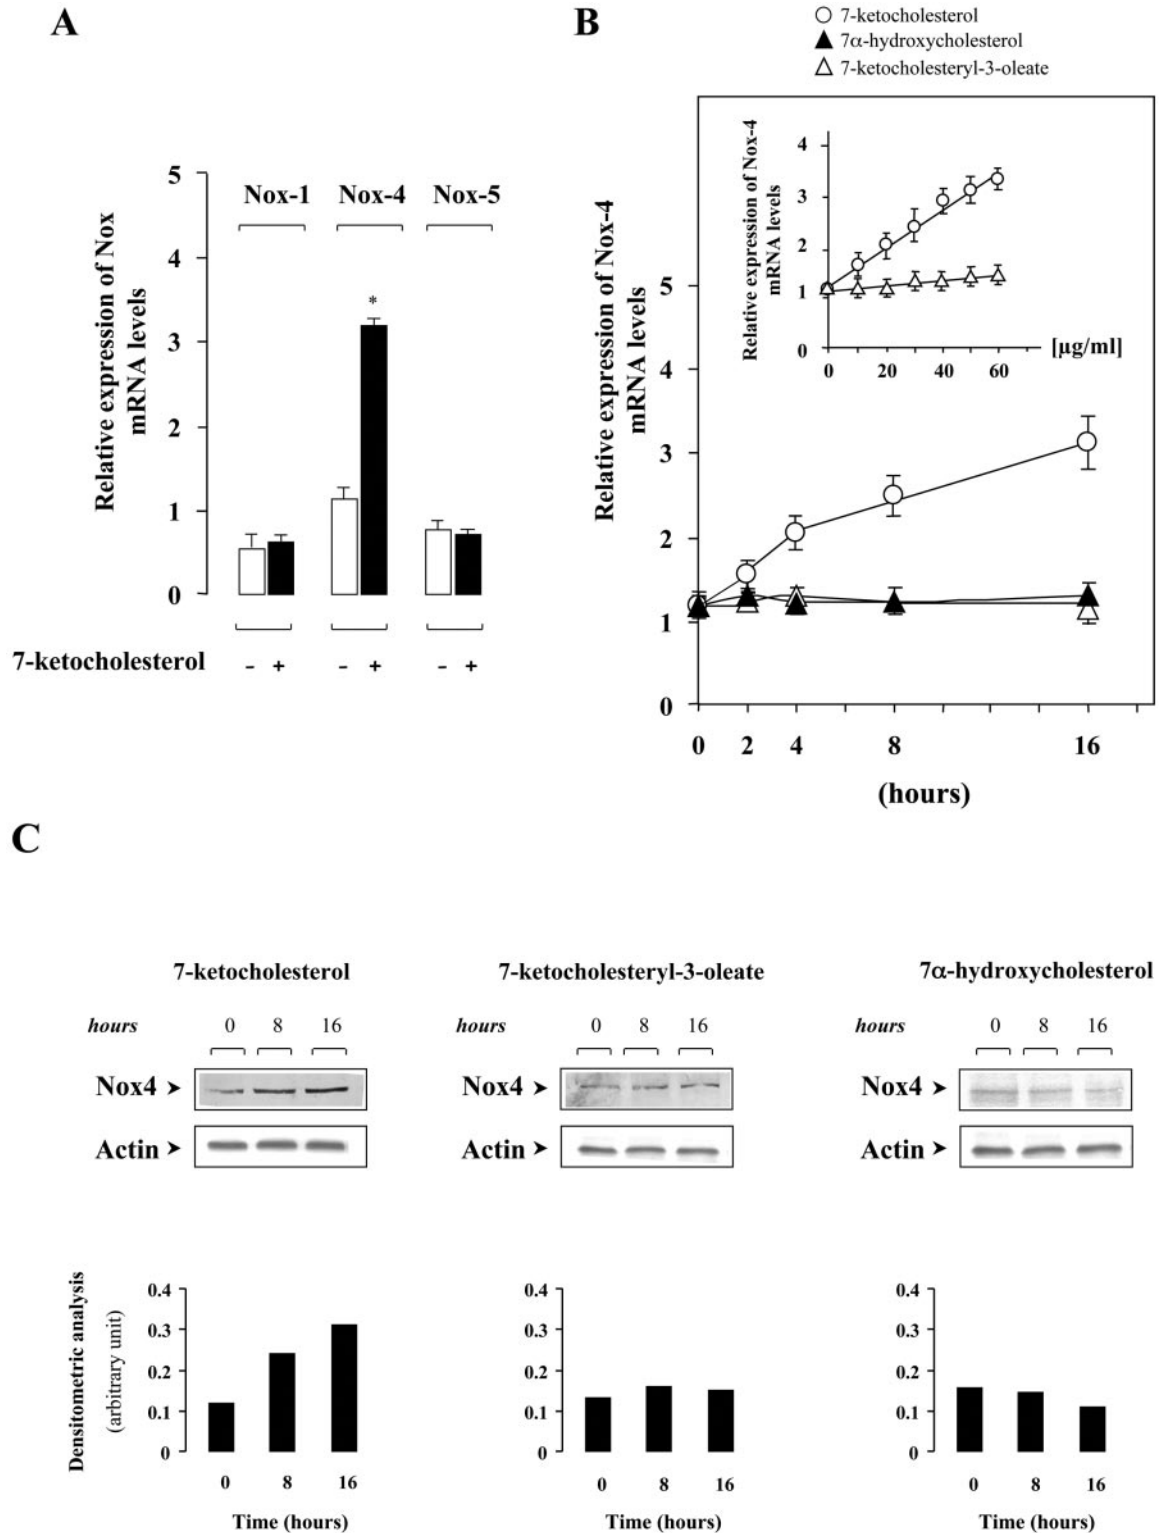 A
Nox-1 Nox-4 Nox-5
Relative expression of Nox
mRNA levels
5
4
3
2
1
0
*
7-ketocholesterol - + - + - +
B
7-ketocholesterol
7α-hydroxycholesterol
7-ketocholesteryl-3-oleate
Relative expression of Nox-4
mRNA levels
5
4
3
2
1
0
0 2 4 8 16
(hours)
Relative expression of Nox-4
mRNA levels
4
3
2
1
0
0 20 40 60
[µg/ml]
C
7-ketocholesterol
hours 0 8 16
Nox4
Actin
7-ketocholesteryl-3-oleate
hours 0 8 16
Nox4
Actin
7α-hydroxycholesterol
hours 0 8 16
Nox4
Actin
Densitometric analysis
(arbitrary unit)
0.4
0.3
0.2
0.1
0
0 8 16
Time (hours)
0.4
0.3
0.2
0.1
0
0 8 16
Time (hours)
0.4
0.3
0.2
0.1
0
0 8 16
Time (hours)